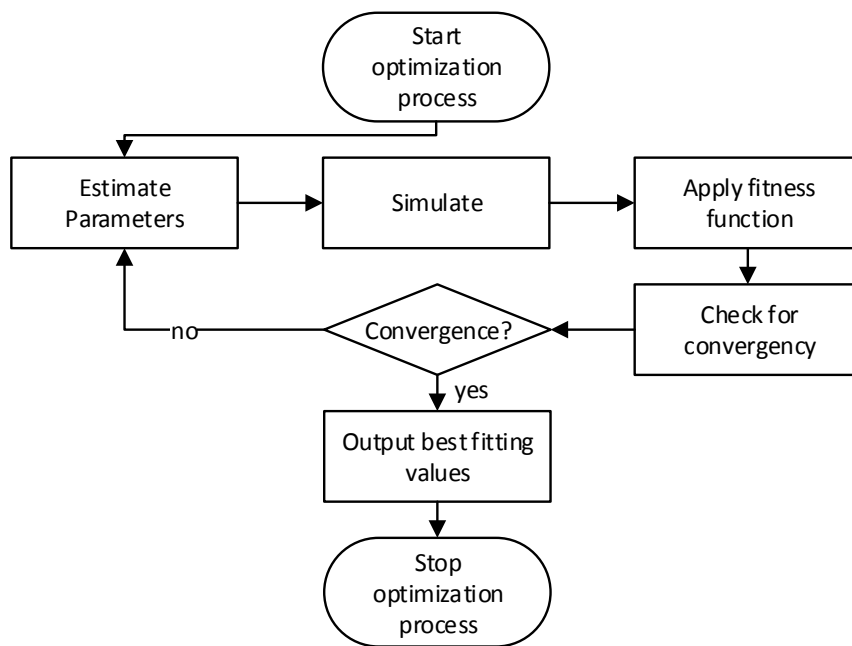 Start
optimization
process
Estimate
Parameters
Simulate
Apply fitness
function
Check for
convergency
Convergence?
no
yes
Output best fitting
values
Stop
optimization
process